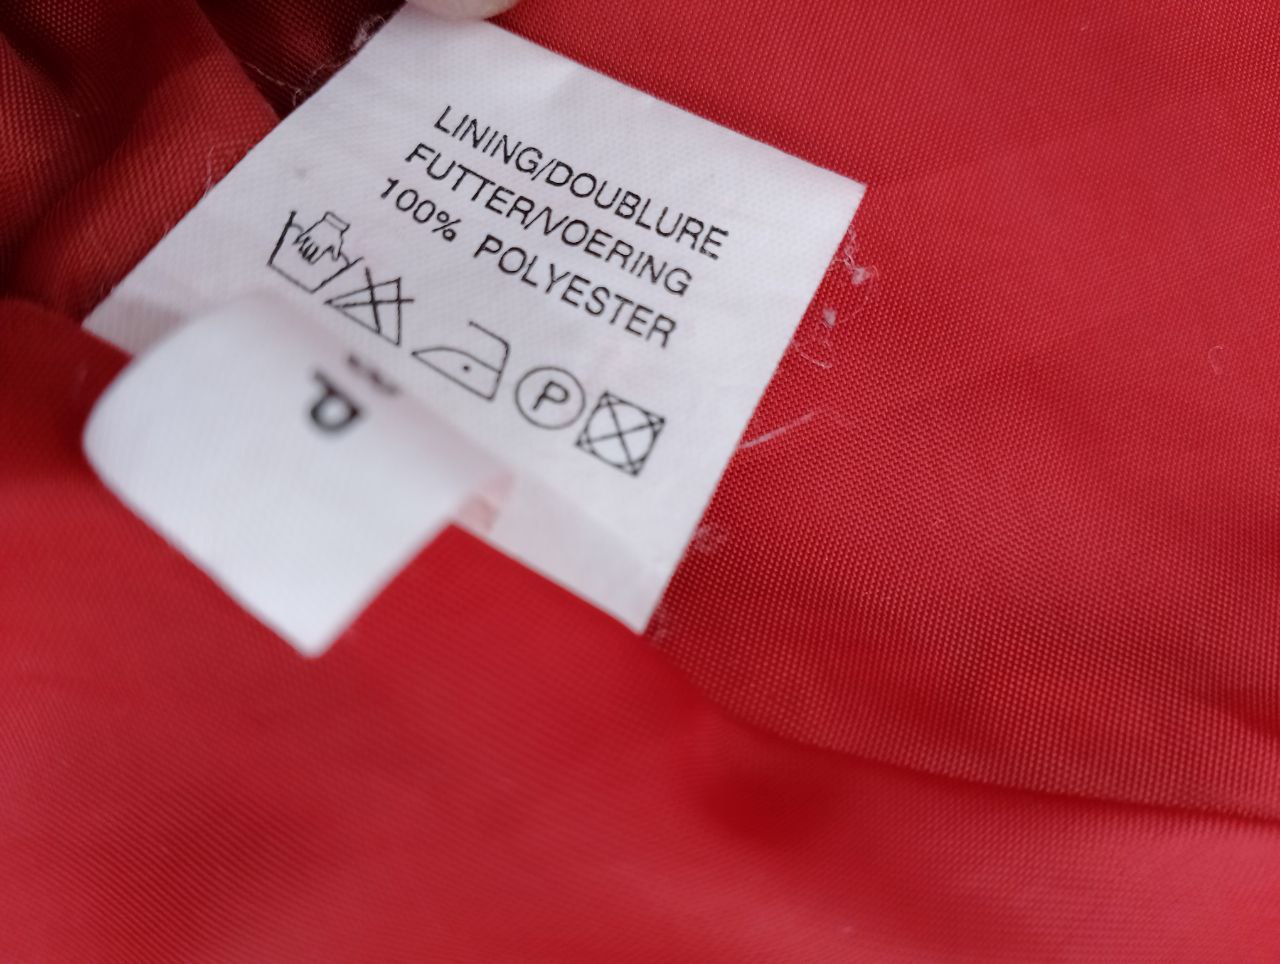 LINING/DOUBLURE
FUTTER/VOERING
100% POLYESTER
P